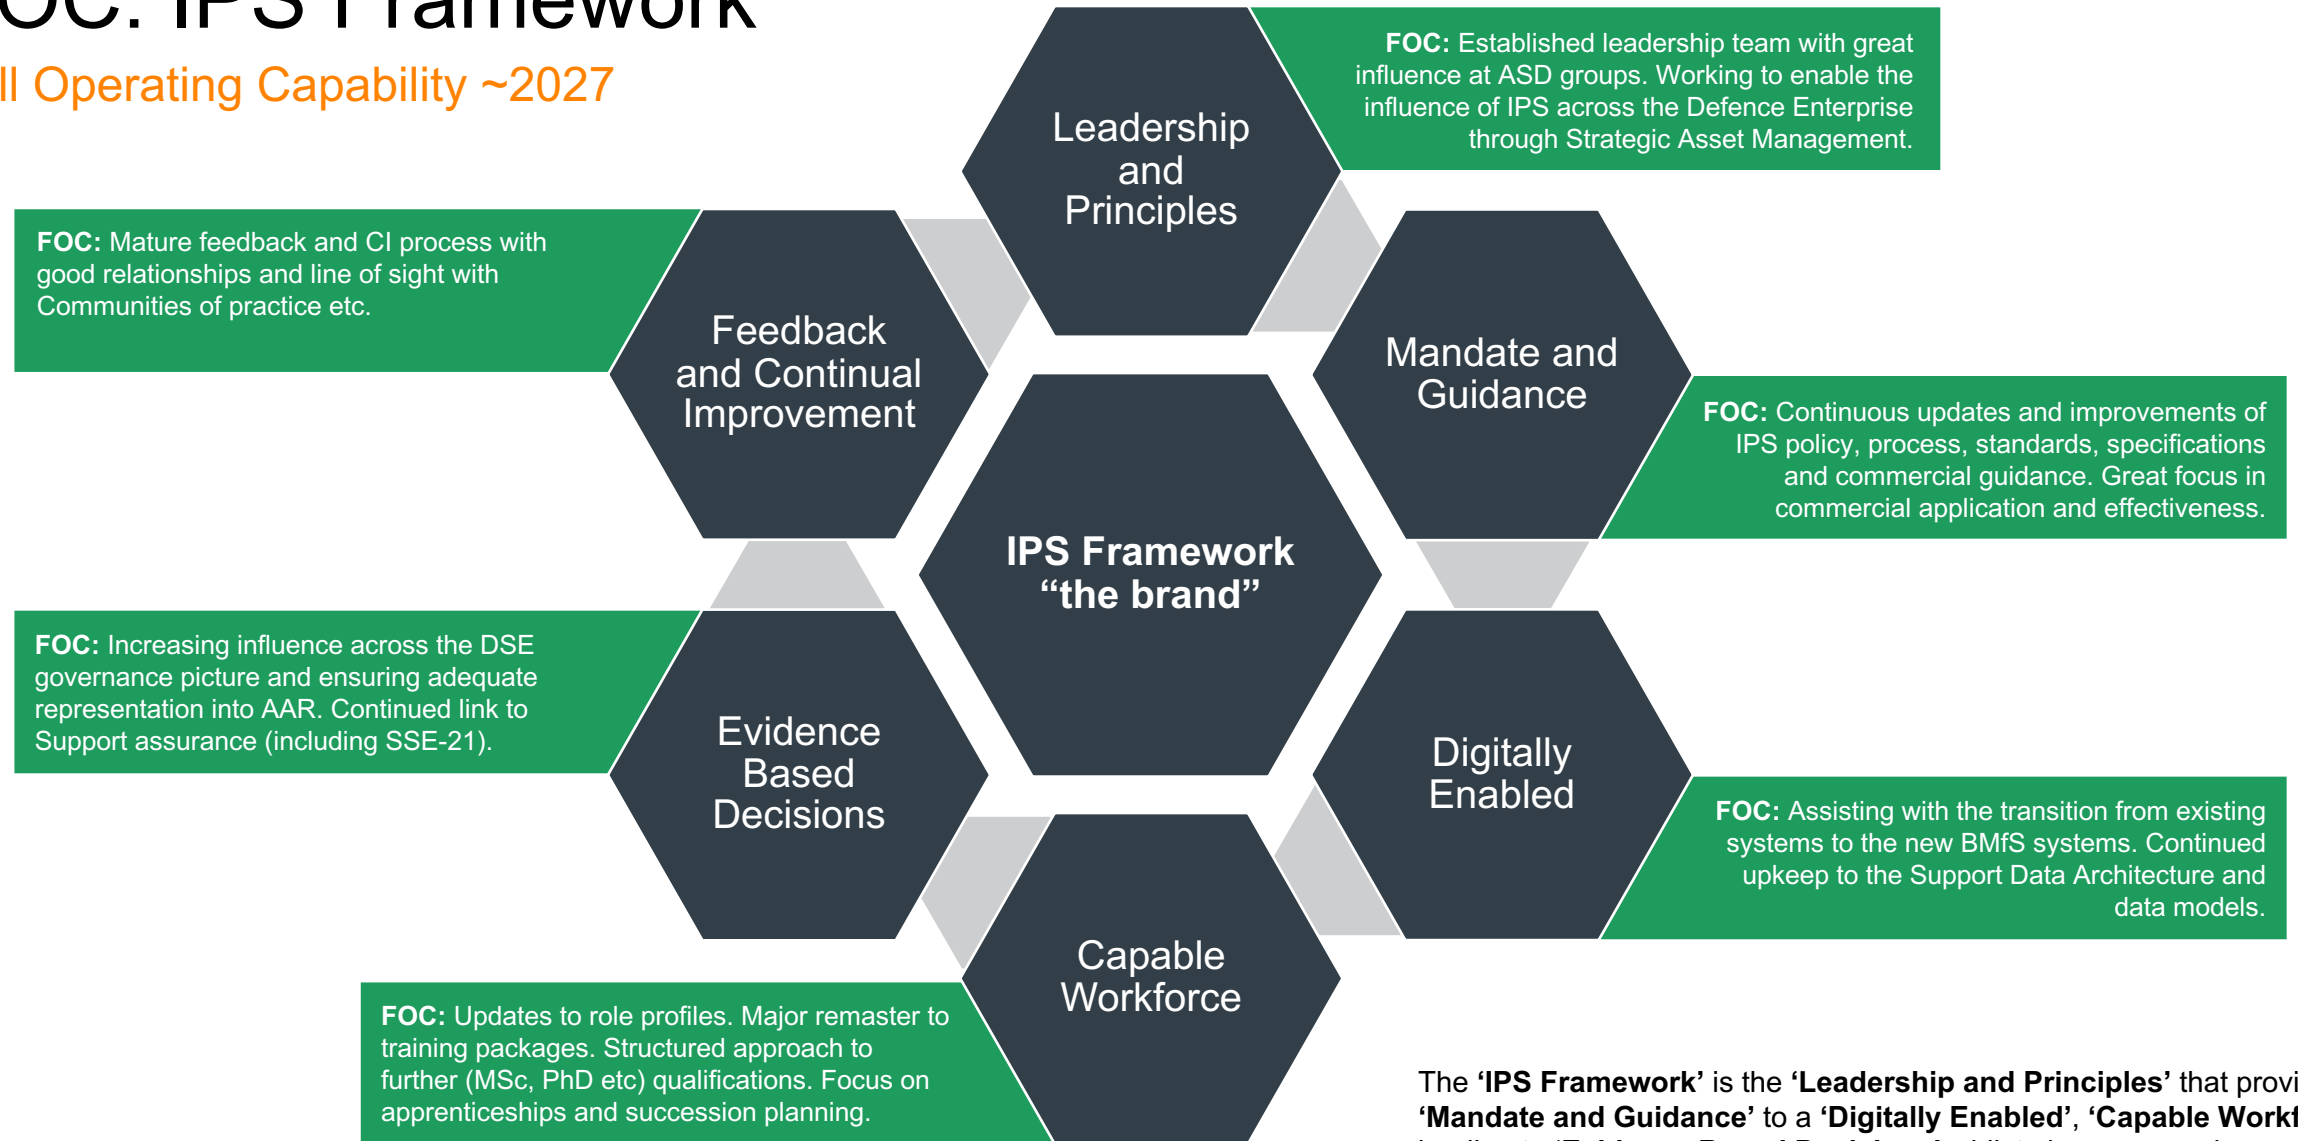 OC: IPS Framework
ll Operating Capability ~2027
Leadership
and
Principles
FOC: Established leadership team with great
influence at ASD groups. Working to enable the
influence of IPS across the Defence Enterprise
through Strategic Asset Management.
Mandate and
Guidance
FOC: Continuous updates and improvements of
IPS policy, process, standards, specifications
and commercial guidance. Great focus in
commercial application and effectiveness.
Digitally
Enabled
FOC: Assisting with the transition from existing
systems to the new BMfS systems. Continued
upkeep to the Support Data Architecture and
data models.
Capable
Workforce
FOC: Updates to role profiles. Major remaster to
training packages. Structured approach to
further (MSc, PhD etc) qualifications. Focus on
apprenticeships and succession planning.
Evidence
Based
Decisions
FOC: Increasing influence across the DSE
governance picture and ensuring adequate
representation into AAR. Continued link to
Support assurance (including SSE-21).
Feedback
and Continual
Improvement
FOC: Mature feedback and CI process with
good relationships and line of sight with
Communities of practice etc.
IPS Framework
“the brand”
The ‘IPS Framework’ is the ‘Leadership and Principles’ that provi
‘Mandate and Guidance’ to a ‘Digitally Enabled’, ‘Capable Workf